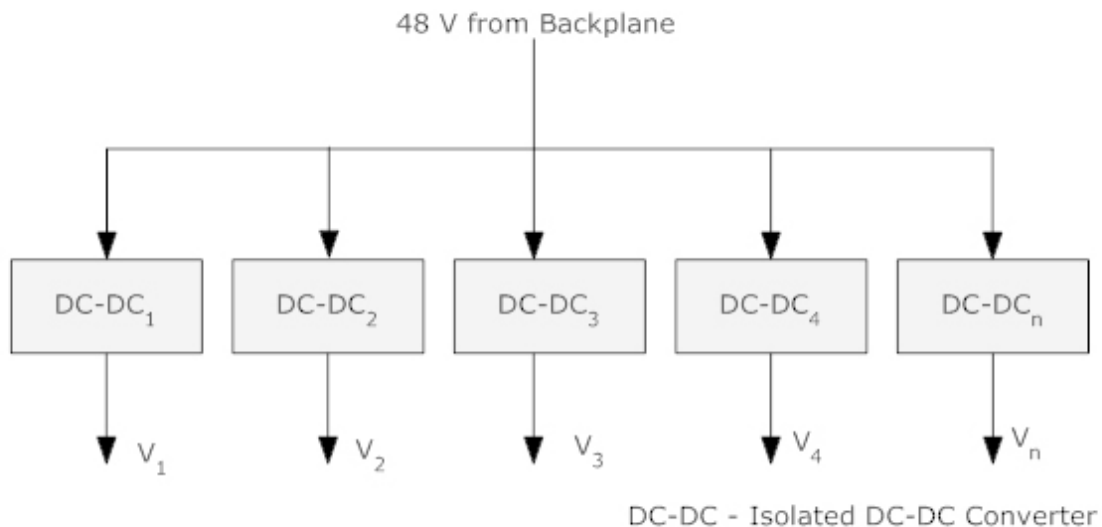 48 V from Backplane
DC-DC₁ DC-DC₂ DC-DC₃ DC-DC₄ DC-DCₙ
V₁ V₂ V₃ V₄ Vₙ
DC-DC - Isolated DC-DC Converter